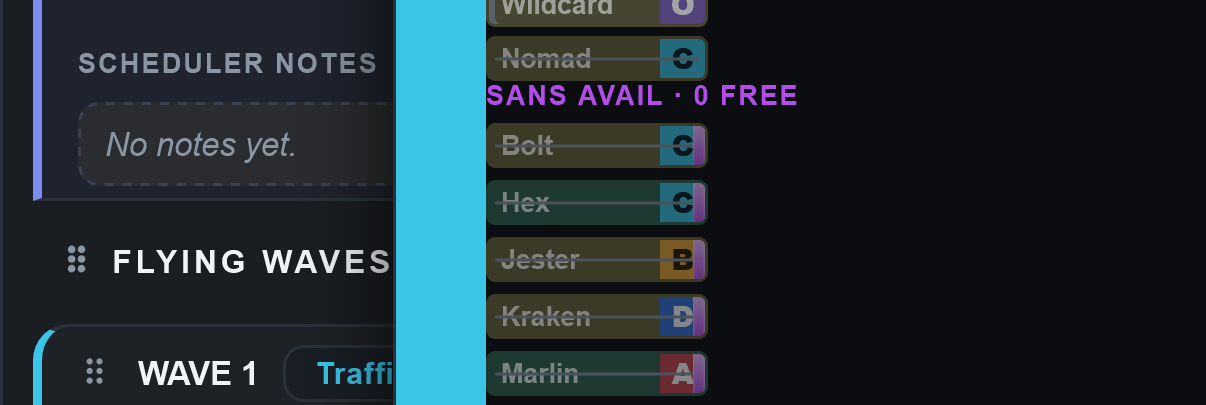 SCHEDULER NOTES
No notes yet.
FLYING WAVES
WAVE 1
Traffi
Wildcard O
Nomad C
SANS AVAIL · 0 FREE
Bolt C
Hex C
Jester B
Kraken D
Marlin A